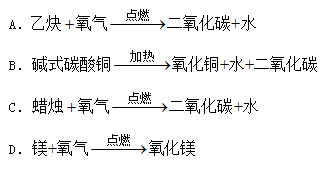 A. 乙炔+氧气 点燃→ 二氧化碳+水
B. 碱式碳酸铜 加热→ 氧化铜+水+二氧化碳
C. 蜡烛+氧气 点燃→ 二氧化碳+水
D. 镁+氧气 点燃→ 氧化镁